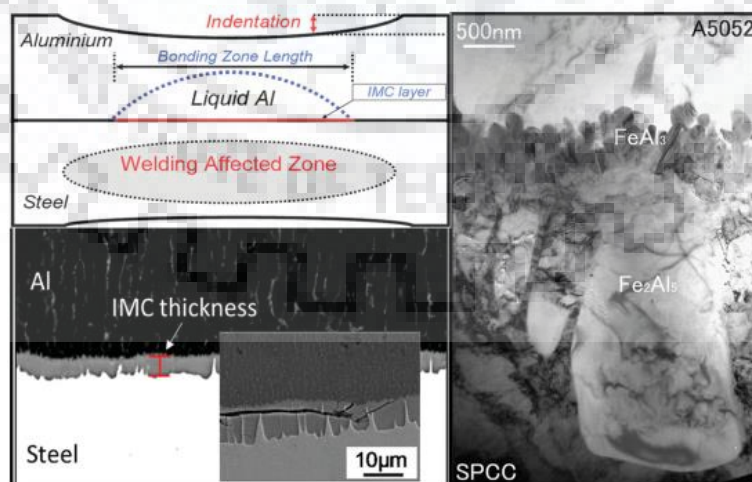 Indentation
Aluminium
Bonding Zone Length
Liquid Al
IMC layer
Welding Affected Zone
Steel
Al
IMC thickness
Steel
10μm
500nm
A5052
FeAl₃
Fe₂Al₅
SPCC